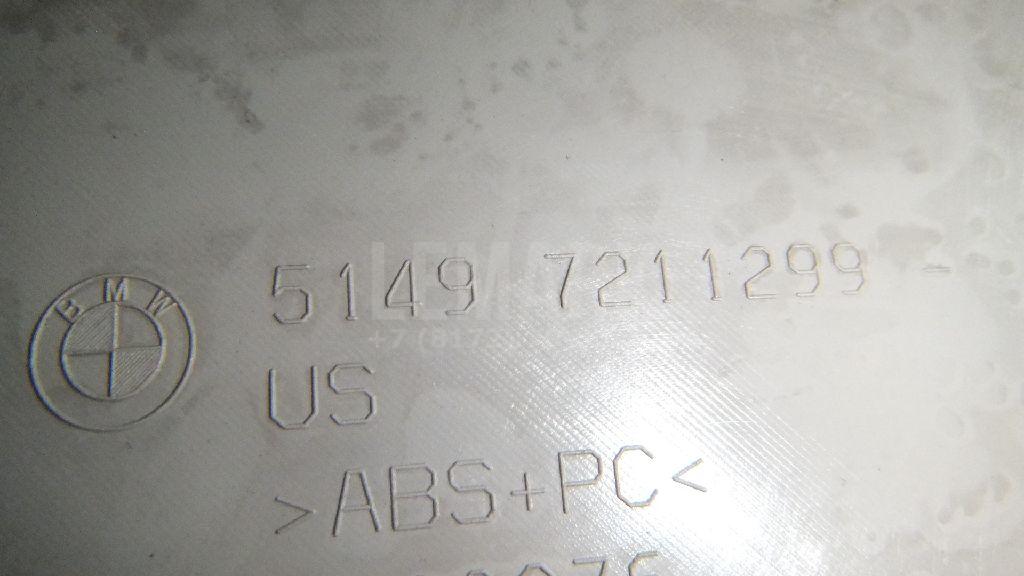 BMW
5149 7211299 -
US
>ABS+PC<